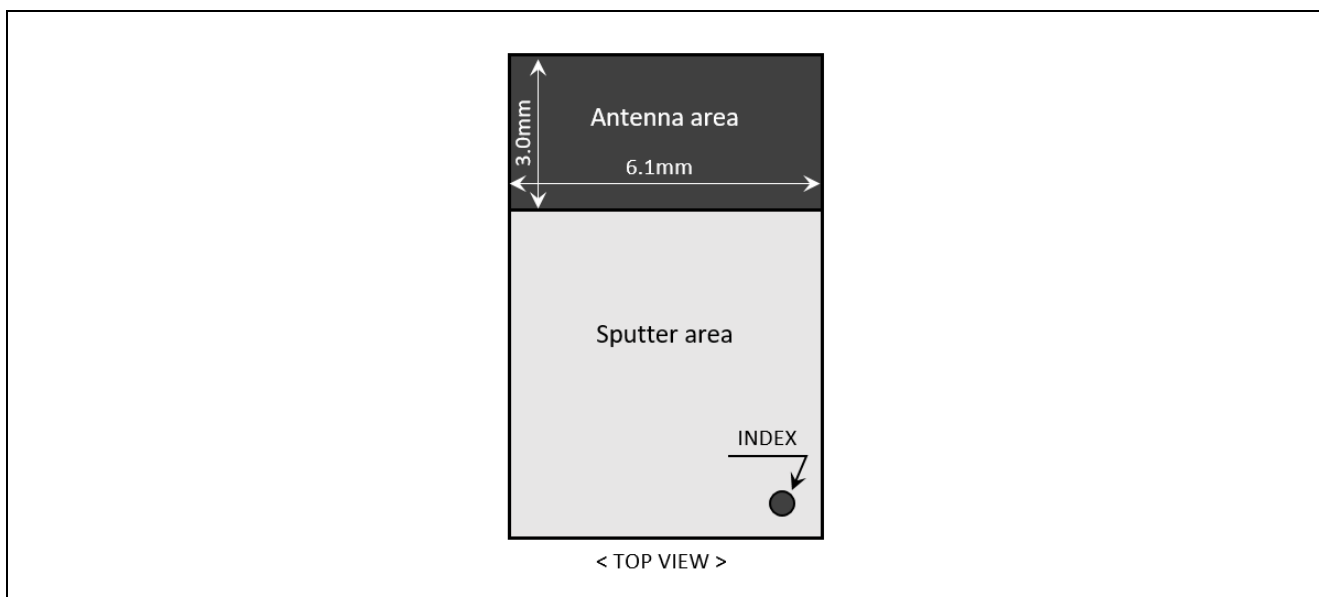 Antenna area
3.0mm
6.1mm
Sputter area
INDEX
< TOP VIEW >